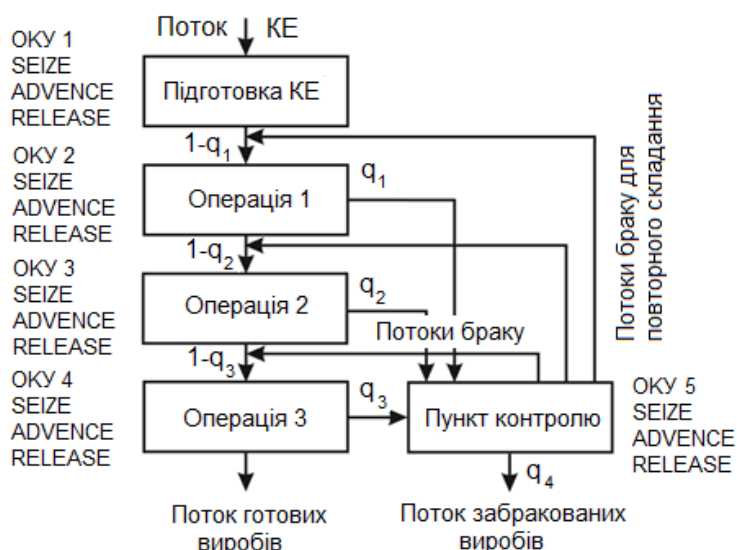 Поток КЕ
ОКУ 1
SEIZE
ADVENCE
RELEASE
Підготовка КЕ
1-q1
ОКУ 2
SEIZE
ADVENCE
RELEASE
Операція 1
q1
1-q2
ОКУ 3
SEIZE
ADVENCE
RELEASE
Операція 2
q2
Потоки браку
1-q3
ОКУ 4
SEIZE
ADVENCE
RELEASE
Операція 3
q3
Пункт контролю
ОКУ 5
SEIZE
ADVENCE
RELEASE
q4
Потоки браку для
повторного складання
Поток готових
виробів
Поток забракованих
виробів